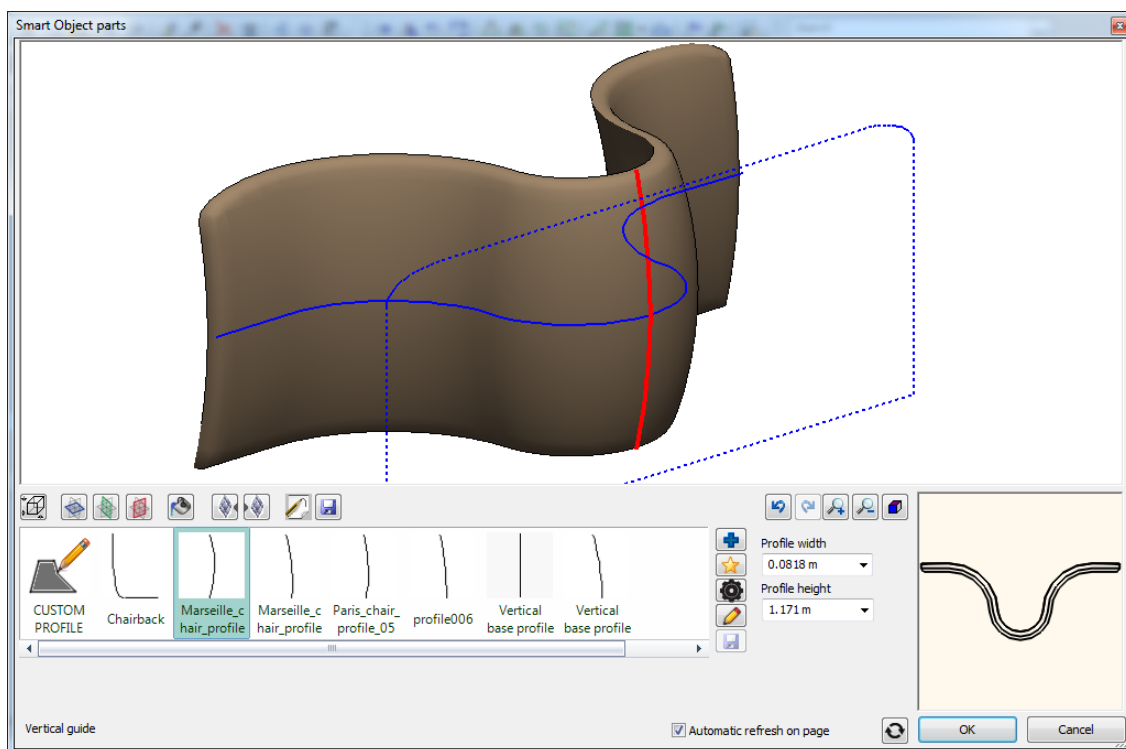 Smart Object parts
Profile width
0.0818 m
Profile height
1.171 m
CUSTOM
PROFILE
Chairback
Marseille_c
hair_profile
Marseille_c
hair_profile
Paris_chair_
profile_05
profile006
Vertical
base profile
Vertical
base profile
Vertical guide
Automatic refresh on page
OK
Cancel